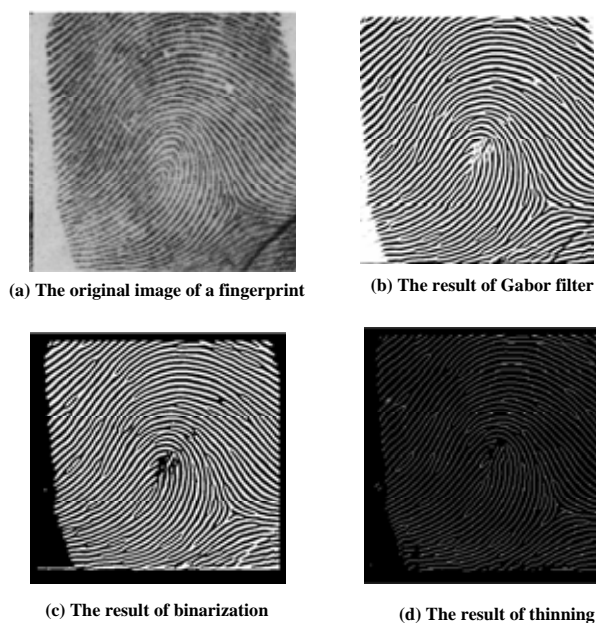 (a) The original image of a fingerprint
(b) The result of Gabor filter
(c) The result of binarization
(d) The result of thinning